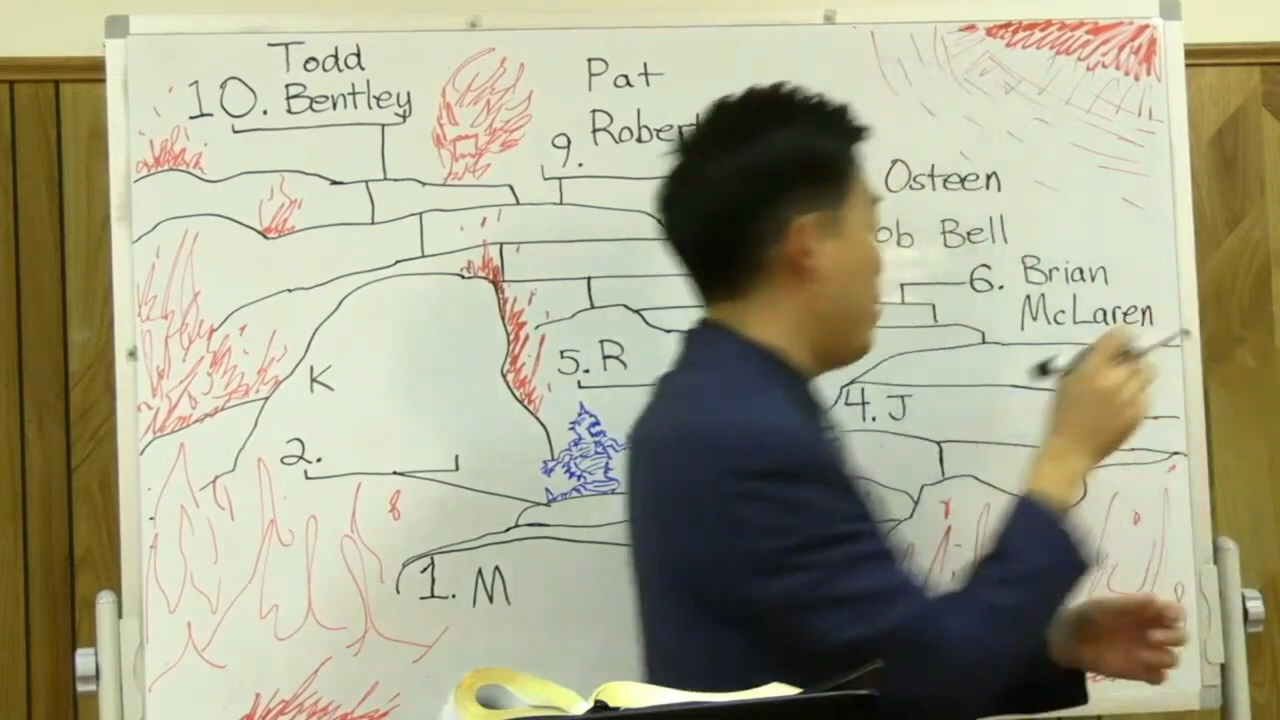 10. Todd
Bentley
Pat
9. Rober
Osteen
ob Bell
6. Brian
McLaren
5. R
K
4. J
2.
1. M